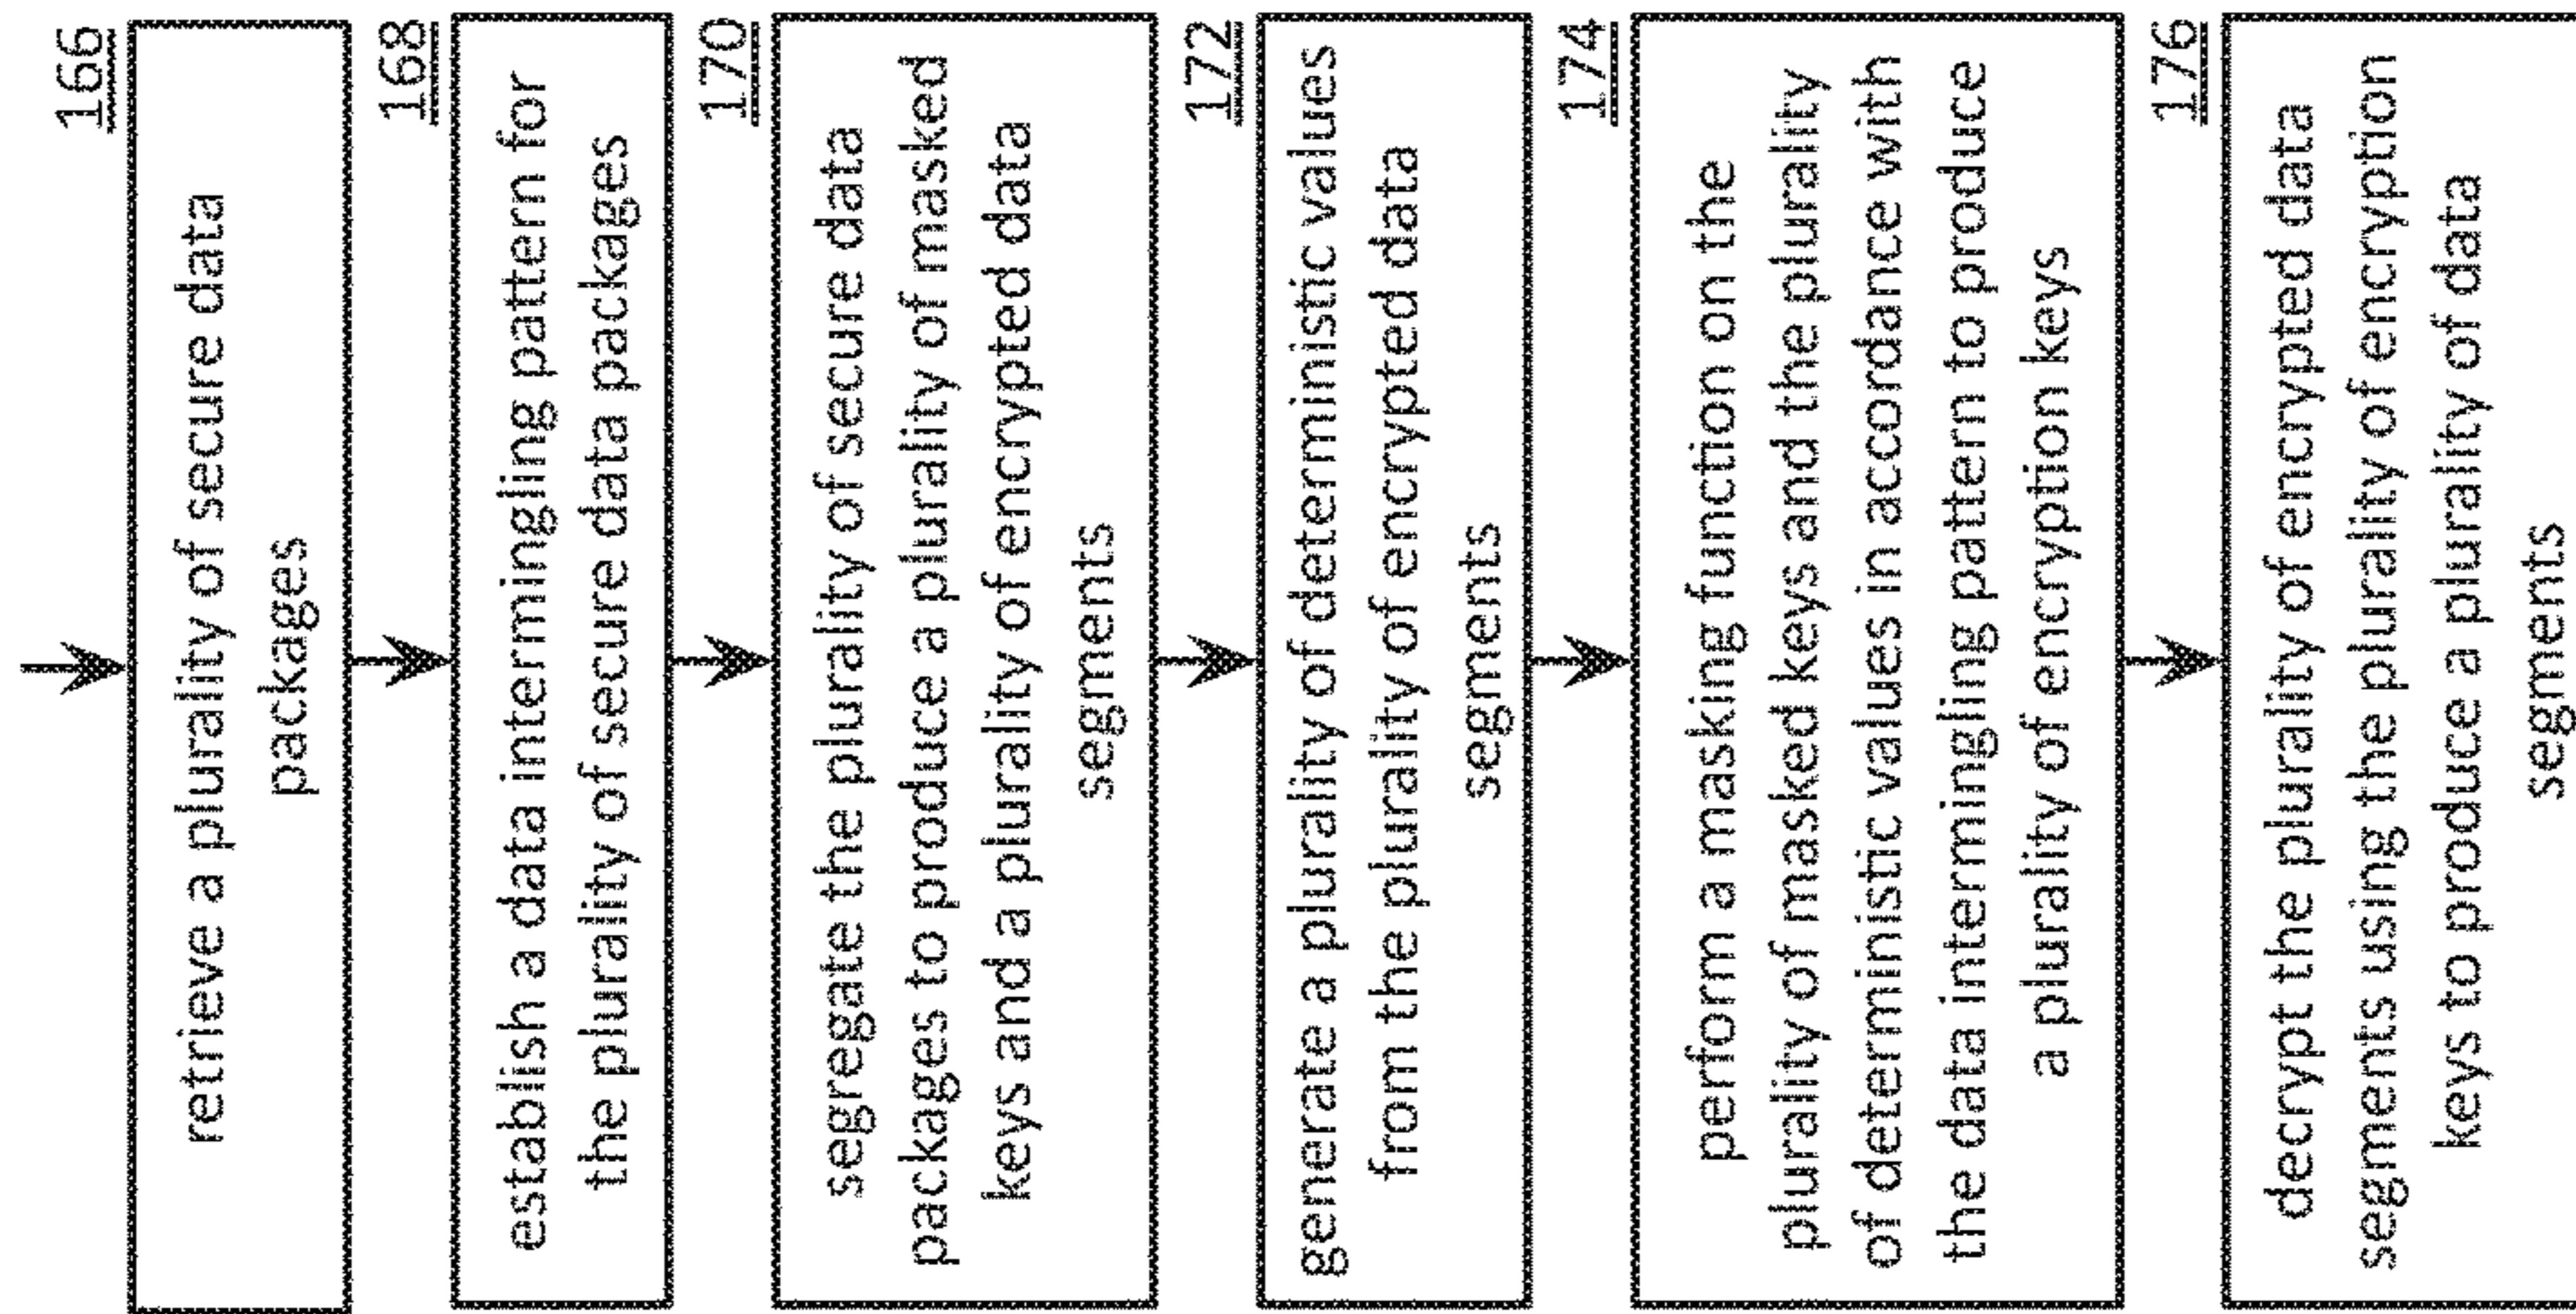 166
retrieve a plurality of secure data
packages
168
establish a data intermingling pattern for
the plurality of secure data packages
170
segregate the plurality of secure data
packages to produce a plurality of masked
keys and a plurality of encrypted data
segments
172
generate a plurality of deterministic values
from the plurality of encrypted data
segments
174
perform a masking function on the
plurality of masked keys and the plurality
of deterministic values in accordance with
the data intermingling pattern to produce
a plurality of encryption keys
176
decrypt the plurality of encrypted data
segments using the plurality of encryption
keys to produce a plurality of data
segments